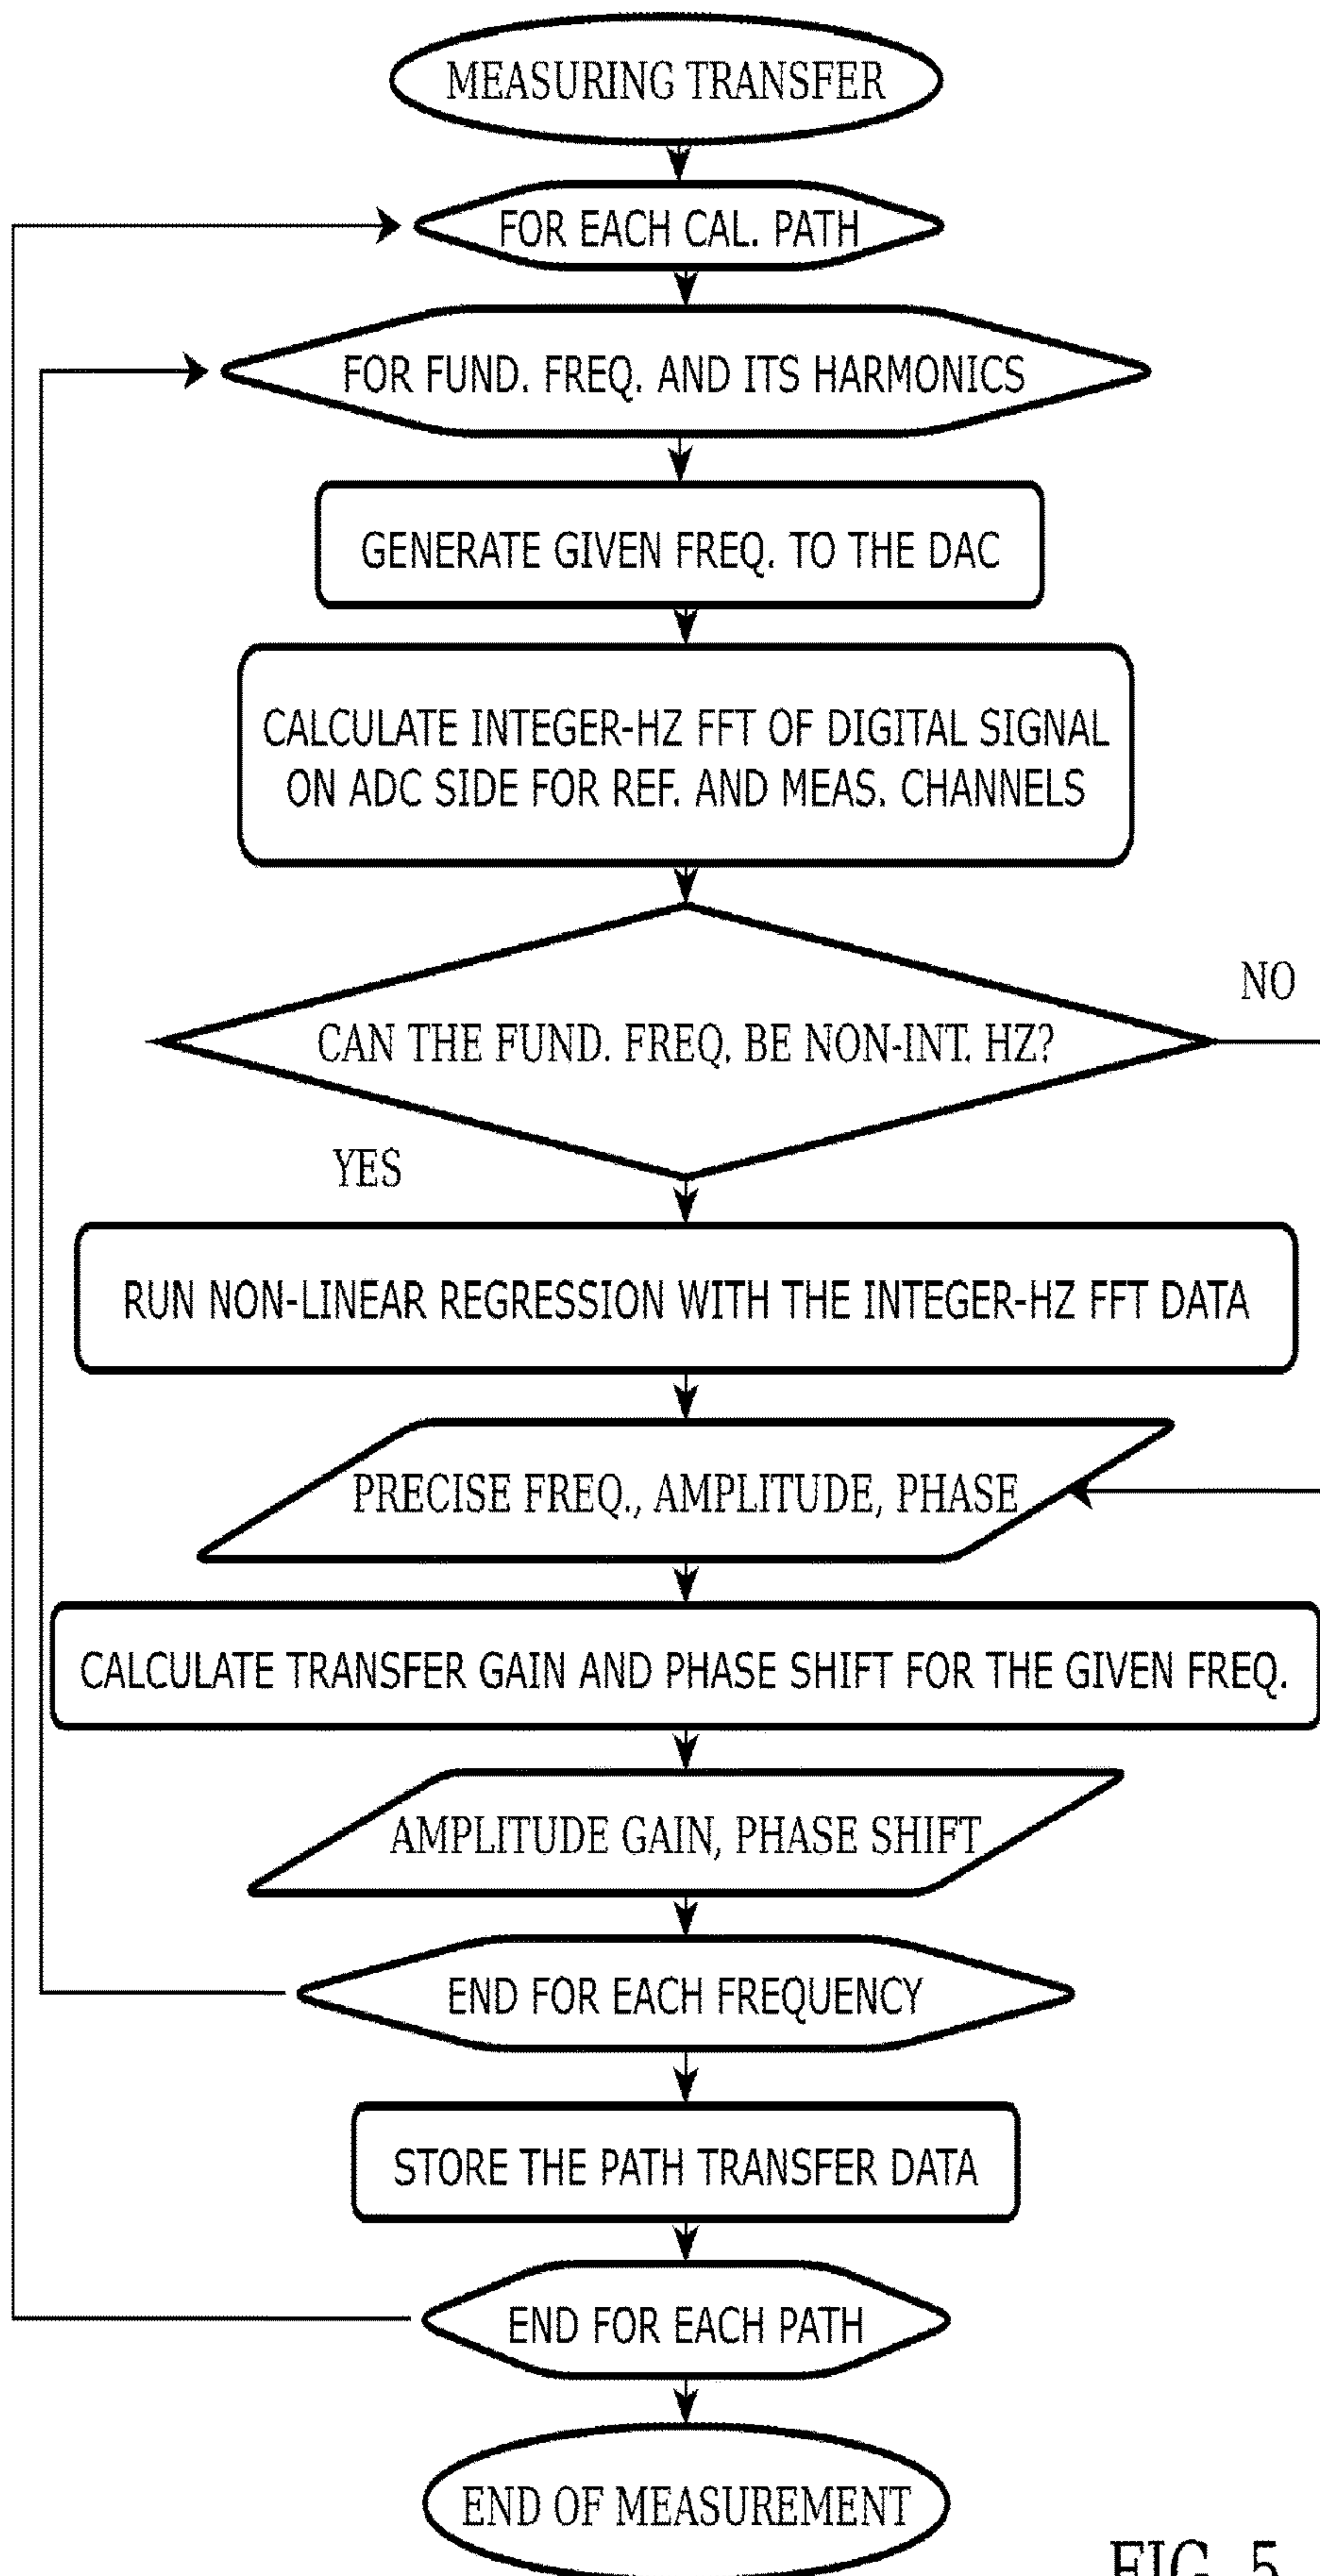 MEASURING TRANSFER
FOR EACH CAL. PATH
FOR FUND. FREQ. AND ITS HARMONICS
GENERATE GIVEN FREQ. TO THE DAC
CALCULATE INTEGER-HZ FFT OF DIGITAL SIGNAL
ON ADC SIDE FOR REF. AND MEAS. CHANNELS
NO
CAN THE FUND. FREQ. BE NON-INT. HZ?
YES
RUN NON-LINEAR REGRESSION WITH THE INTEGER-HZ FFT DATA
PRECISE FREQ., AMPLITUDE, PHASE
CALCULATE TRANSFER GAIN AND PHASE SHIFT FOR THE GIVEN FREQ.
AMPLITUDE GAIN, PHASE SHIFT
END FOR EACH FREQUENCY
STORE THE PATH TRANSFER DATA
END FOR EACH PATH
END OF MEASUREMENT
FIG. 5